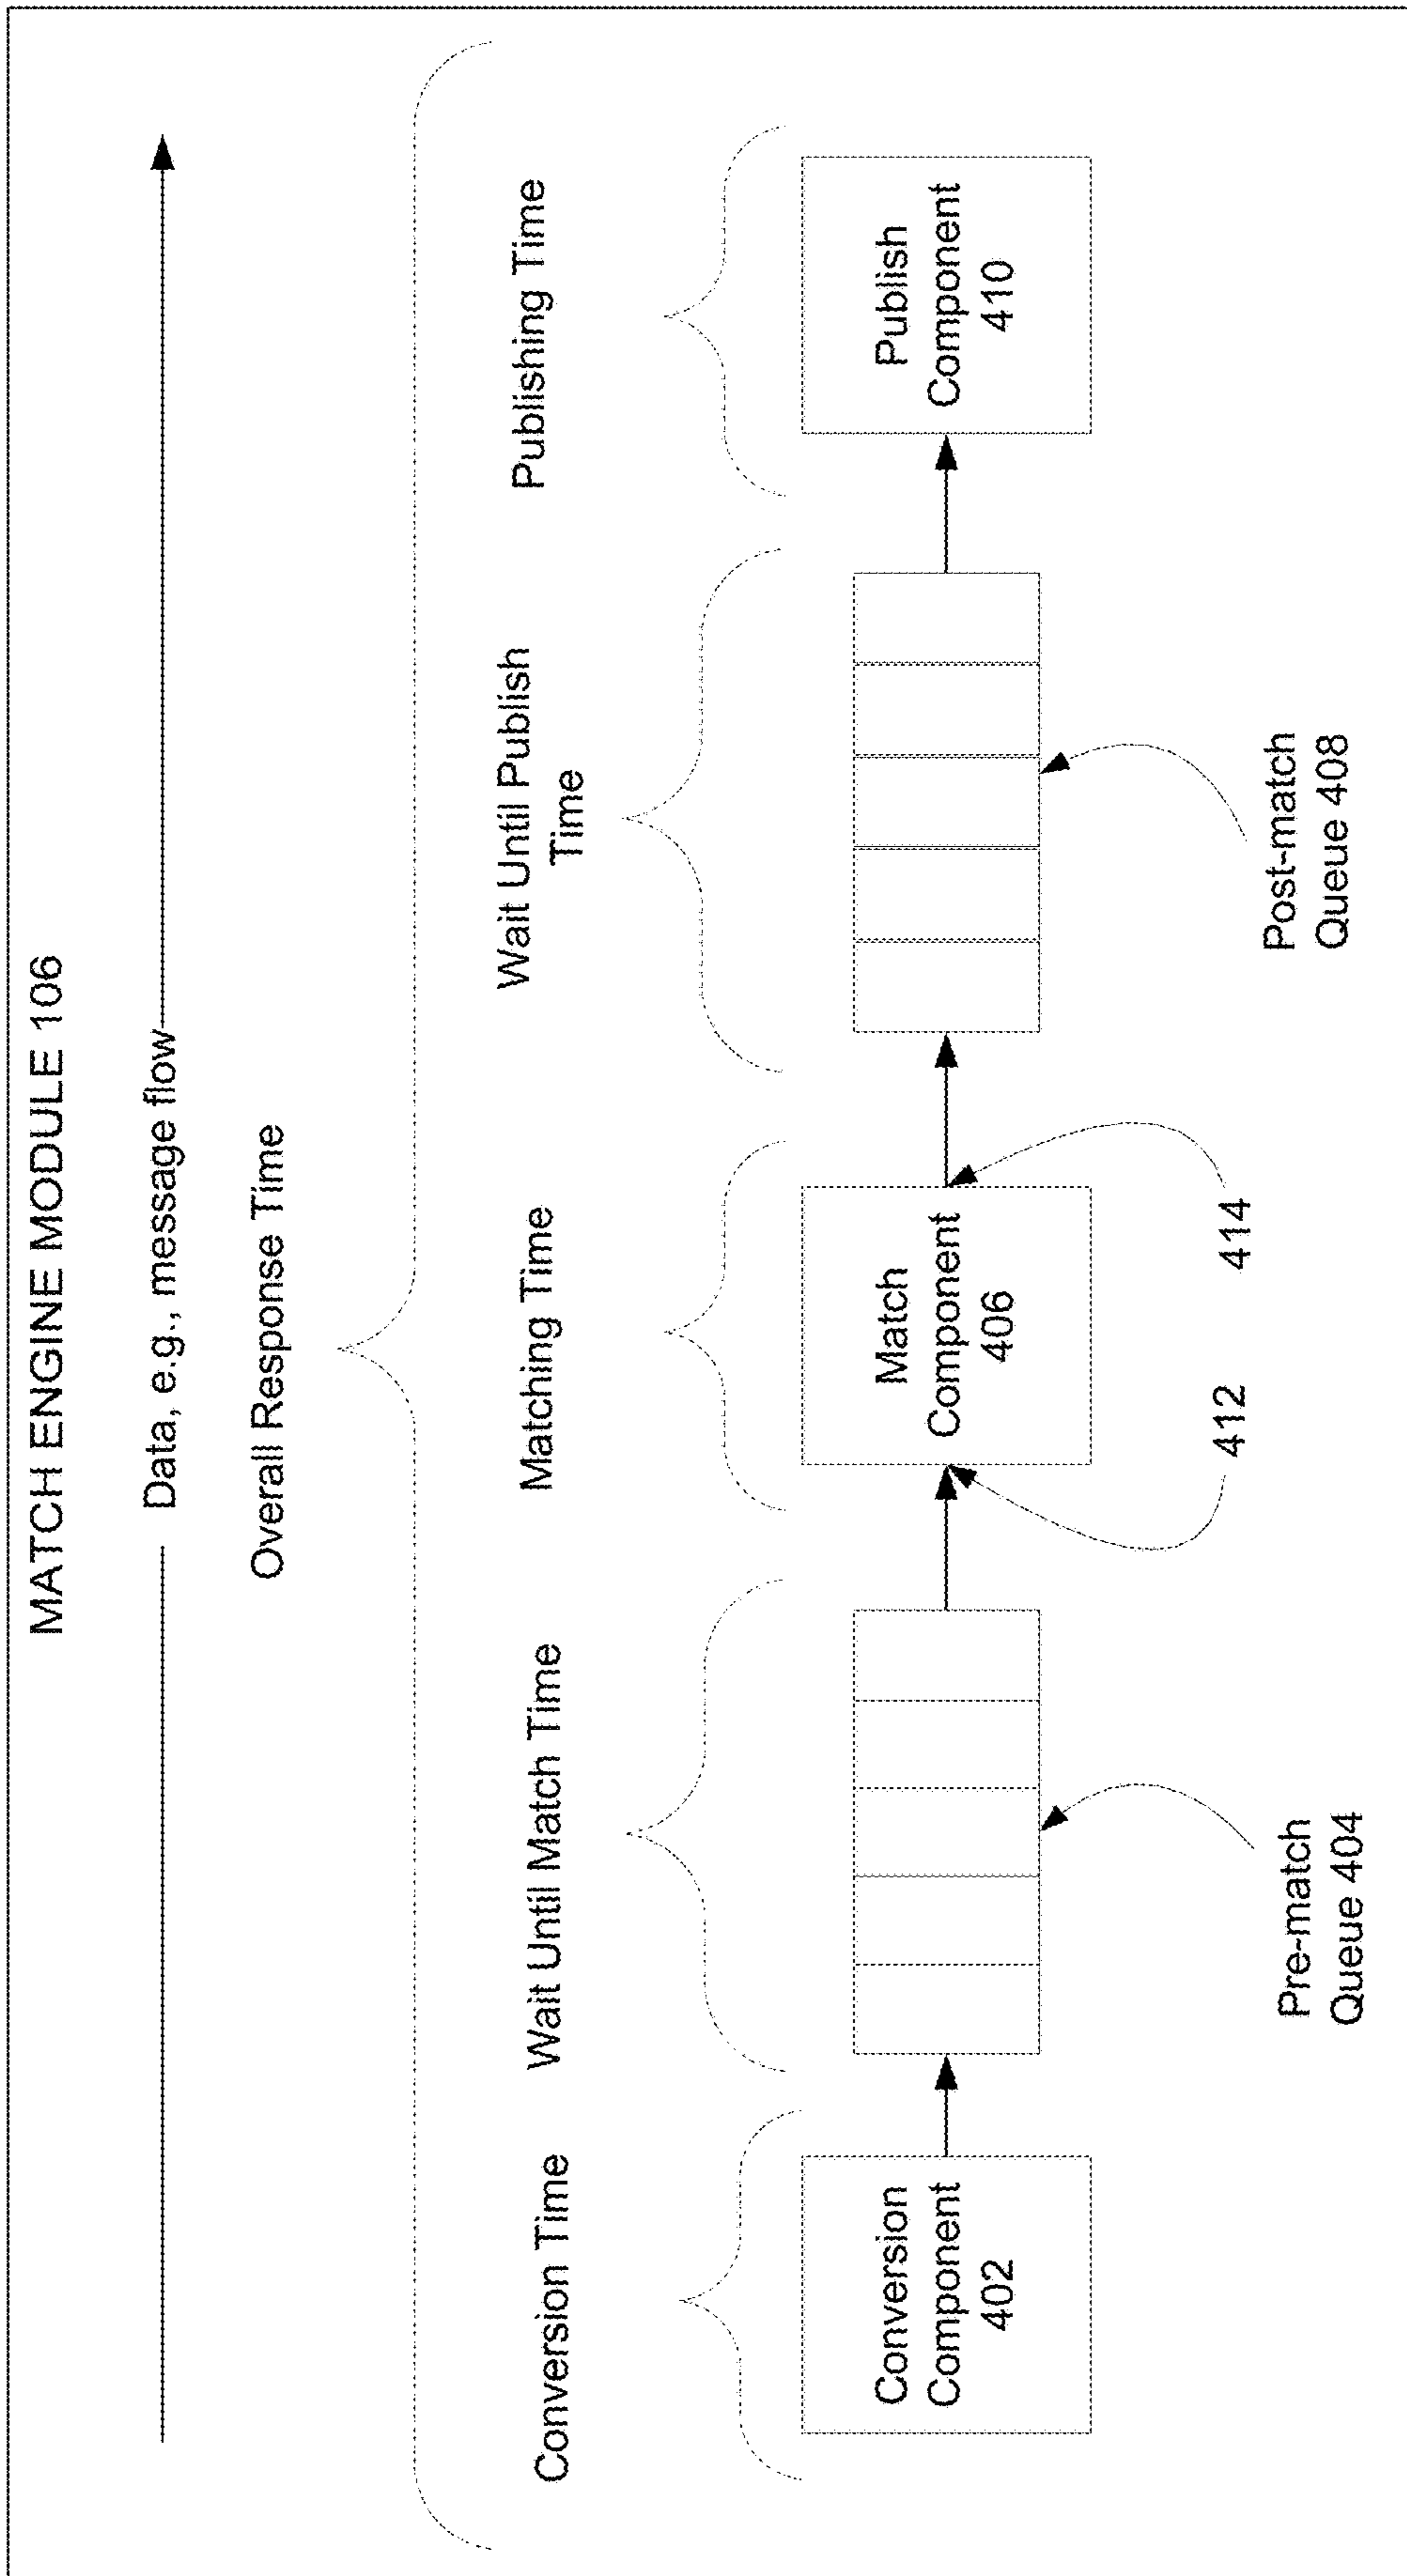 MATCH ENGINE MODULE 106
Data, e.g., message flow
Overall Response Time
Conversion Time
Wait Until Match Time
Matching Time
Wait Until Publish
Time
Publishing Time
Conversion
Component
402
Match
Component
406
Publish
Component
410
412
414
Pre-match
Queue 404
Post-match
Queue 408